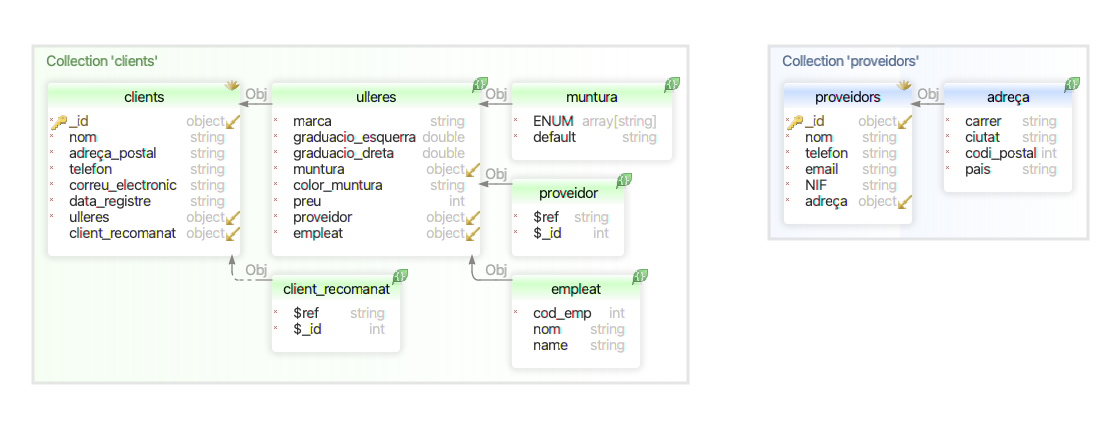 Collection 'clients'
clients
_id object
nom string
adreça_postal string
telefon string
correu_electronic string
data_registre string
ulleres object
client_recomanat object
Obj
ulleres
marca string
graduacio_esquerra double
graduacio_dreta double
muntura object
color_muntura string
preu int
proveidor object
empleat object
Obj
muntura
ENUM array[string]
default string
Obj
proveidor
$ref string
$_id int
Obj
client_recomanat
$ref string
$_id int
Obj
empleat
cod_emp int
nom string
name string
Collection 'proveidors'
proveidors
_id object
nom string
telefon string
email string
NIF string
adreça object
Obj
adreça
carrer string
ciutat string
codi_postal int
pais string